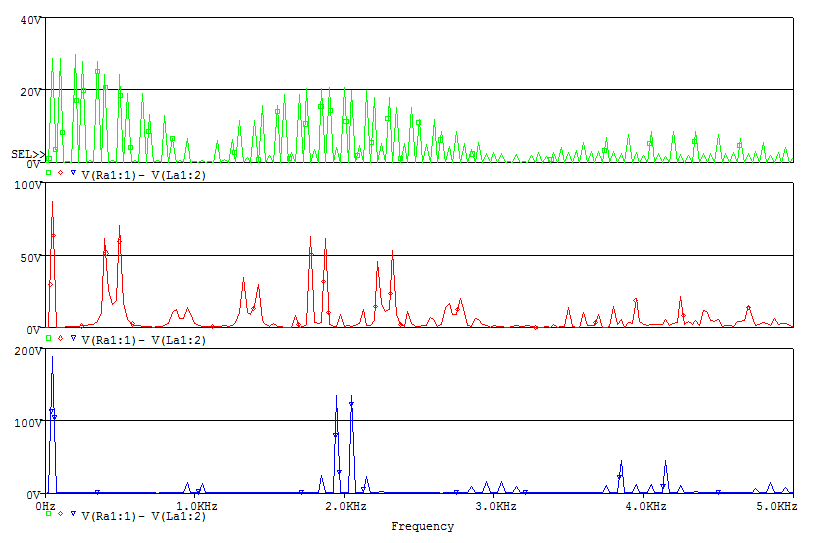 40V
20V
SEL>>
0V
V(Ra1:1)- V(La1:2)
100V
50V
0V
V(Ra1:1)- V(La1:2)
200V
100V
0V
0Hz 1.0KHz 2.0KHz 3.0KHz 4.0KHz 5.0KHz
V(Ra1:1)- V(La1:2)
Frequency